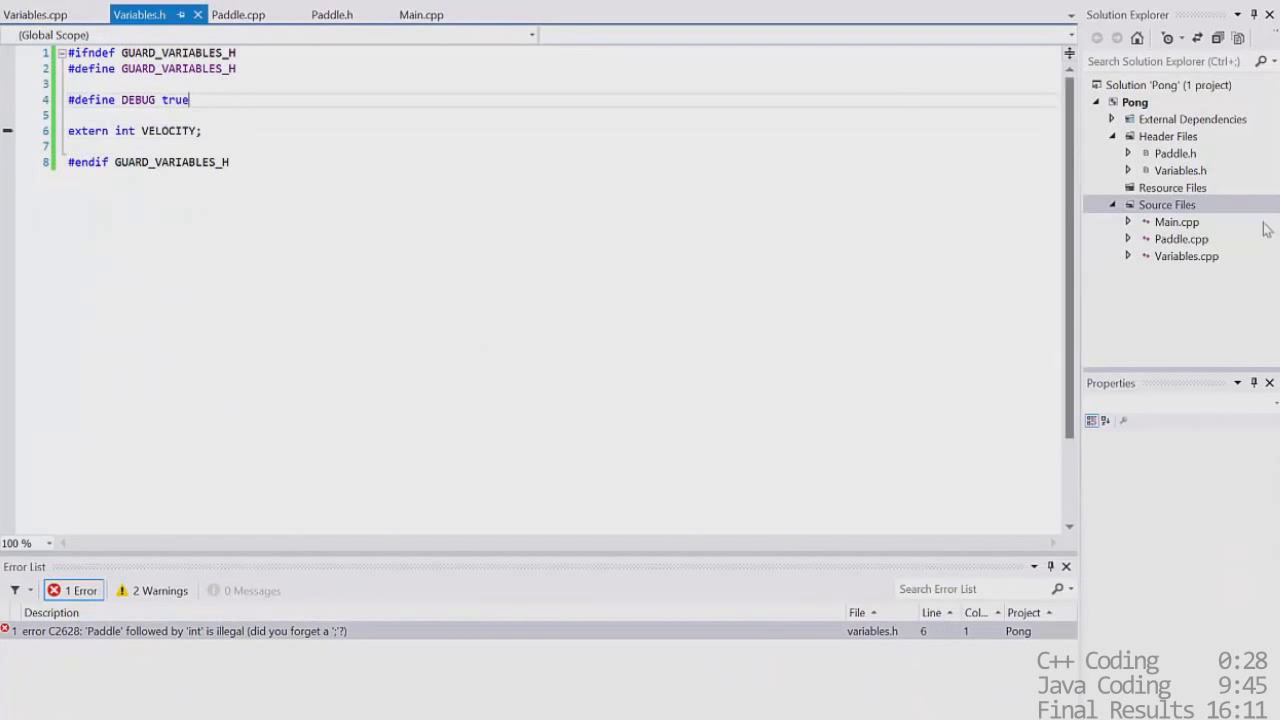 Variables.cpp Variables.h Paddle.cpp Paddle.h Main.cpp
(Global Scope)
1 #ifndef GUARD_VARIABLES_H
2 #define GUARD_VARIABLES_H
3
4 #define DEBUG true
5
6 extern int VELOCITY;
7
8 #endif GUARD_VARIABLES_H
100 %
Solution Explorer
Search Solution Explorer (Ctrl+;)
Solution 'Pong' (1 project)
Pong
External Dependencies
Header Files
Paddle.h
Variables.h
Resource Files
Source Files
Main.cpp
Paddle.cpp
Variables.cpp
Properties
Error List
1 Error 2 Warnings 0 Messages Search Error List
Description File Line Col... Project
1 error C2628: 'Paddle' followed by 'int' is illegal (did you forget a ';'?) variables.h 6 1 Pong
C++ Coding 0:28
Java Coding 9:45
Final Results 16:11